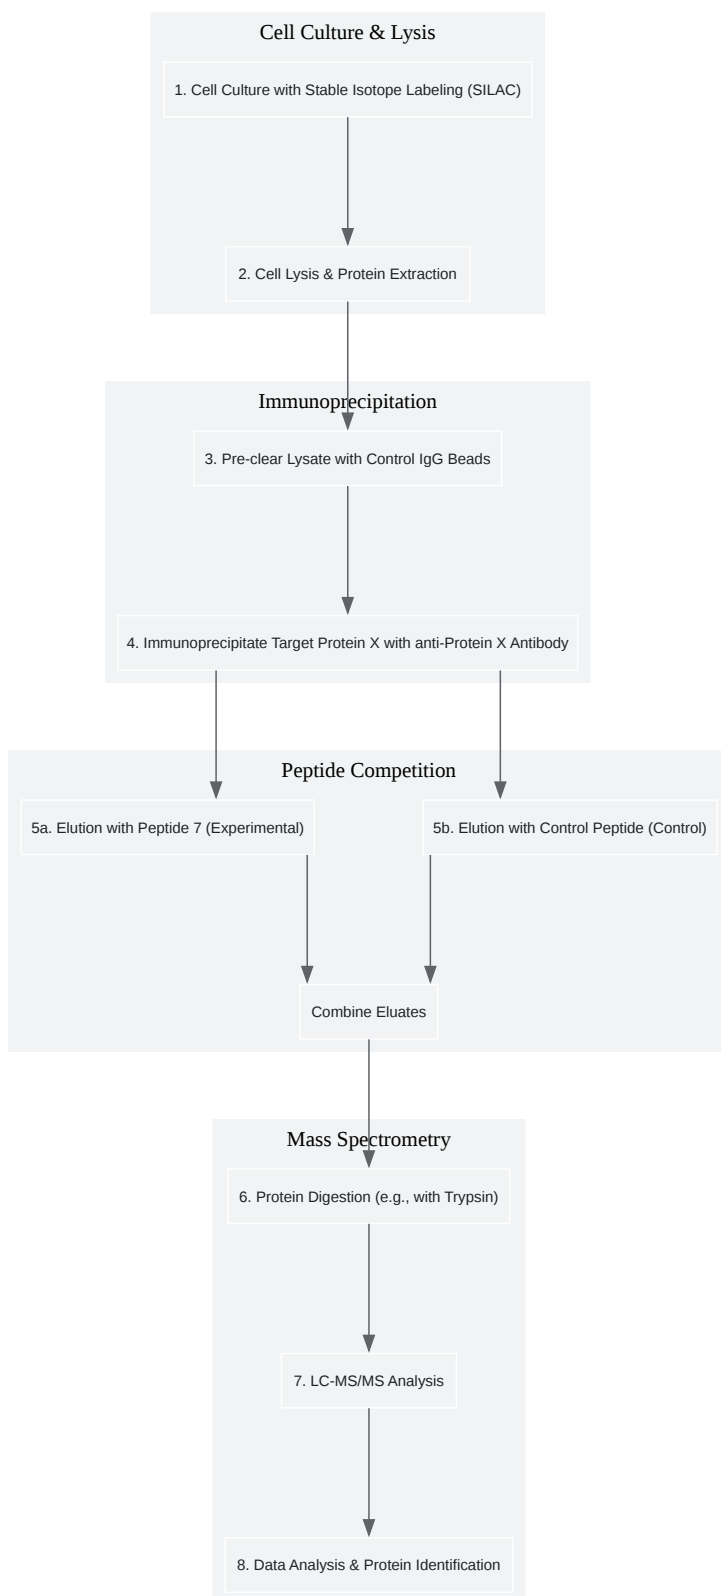 Cell Culture & Lysis
1. Cell Culture with Stable Isotope Labeling (SILAC)
2. Cell Lysis & Protein Extraction
Immunoprecipitation
3. Pre-clear Lysate with Control IgG Beads
4. Immunoprecipitate Target Protein X with anti-Protein X Antibody
Peptide Competition
5a. Elution with Peptide 7 (Experimental)
5b. Elution with Control Peptide (Control)
Combine Eluates
Mass Spectrometry
6. Protein Digestion (e.g., with Trypsin)
7. LC-MS/MS Analysis
8. Data Analysis & Protein Identification